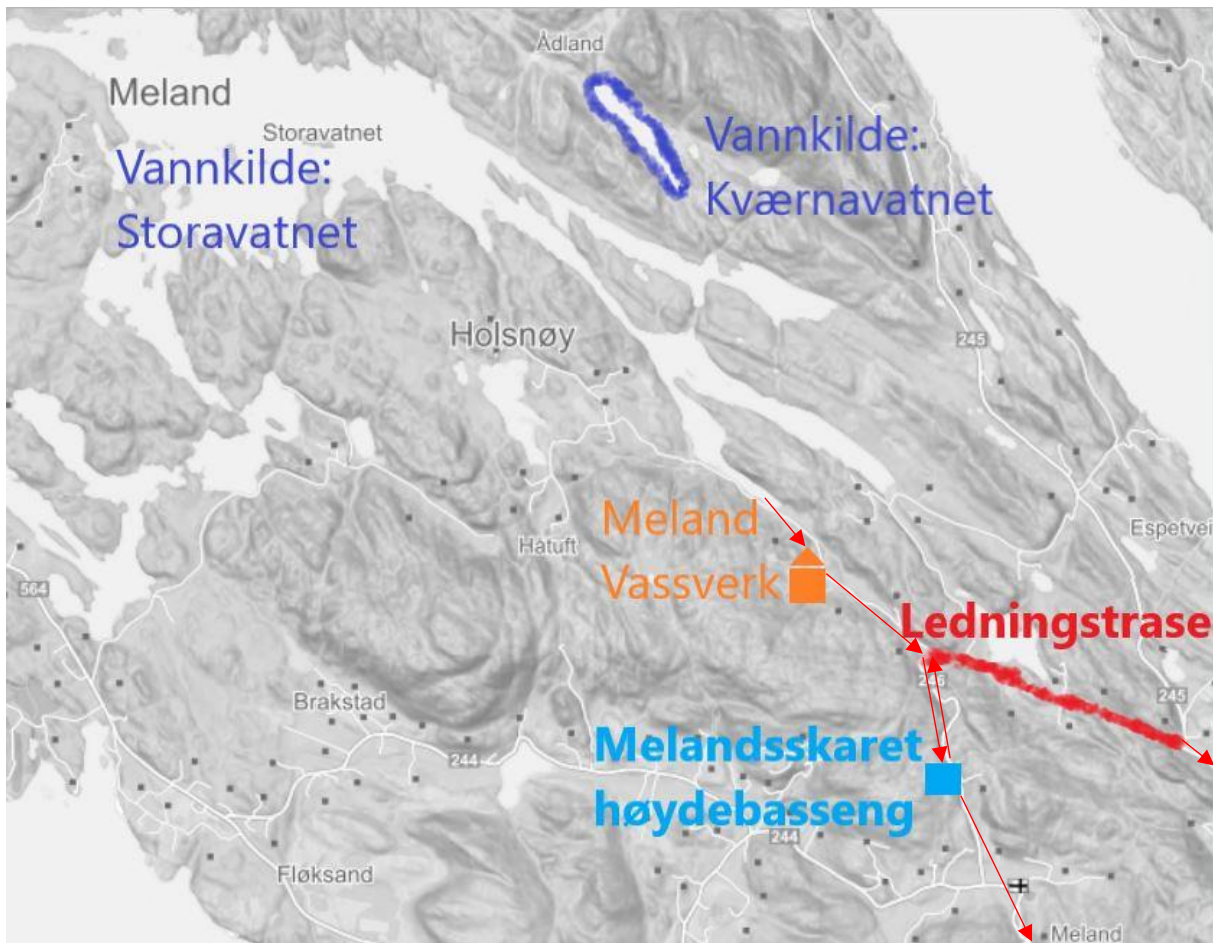 Ådland
Meland
Storavatnet
Vannkilde:
Storavatnet
Vannkilde:
Kværnavatnet
Holsnøy
245
Meland
Vassverk
Hatuft
Espetvei
564
Ledningstrase
245
Brakstad
244
Melandsskaret
høydebasseng
244
Fløksand
Meland